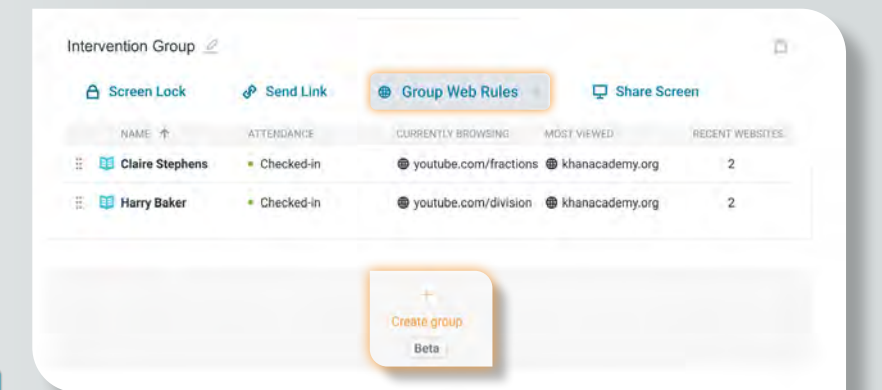 Intervention Group
Screen Lock Send Link Group Web Rules Share Screen
NAME ATTENDANCE CURRENTLY BROWSING MOST VIEWED RECENT WEBSITES
Claire Stephens Checked-in youtube.com/fractions khanacademy.org 2
Harry Baker Checked-in youtube.com/division khanacademy.org 2
Create group
Beta